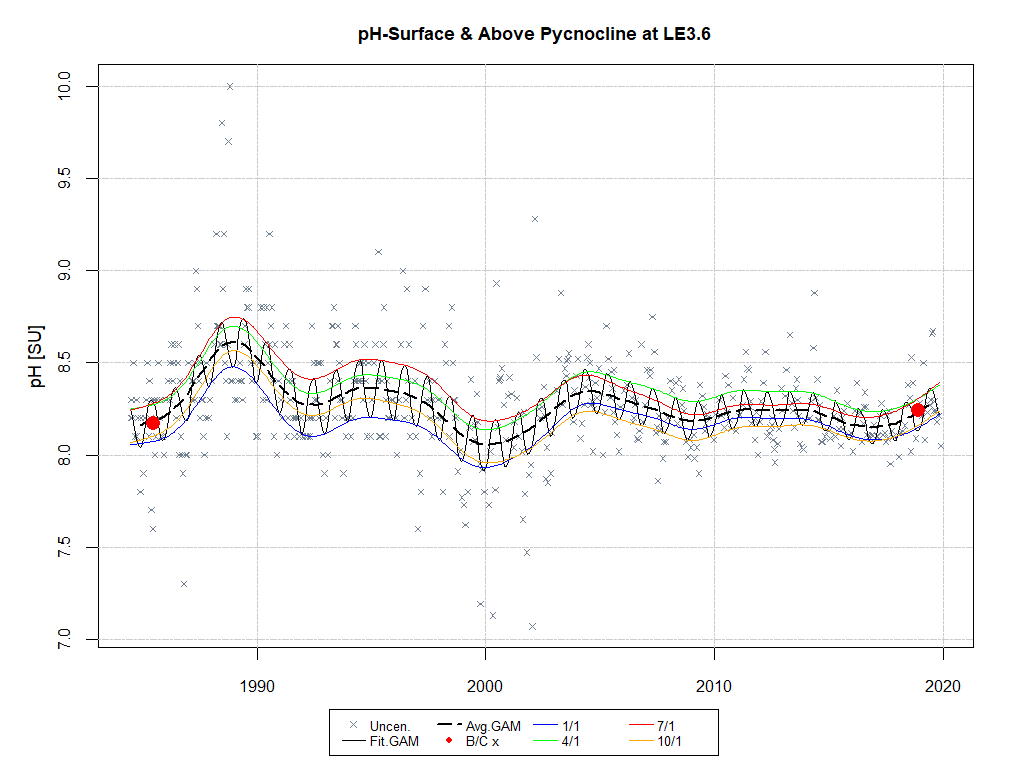 pH-Surface & Above Pycnocline at LE3.6
pH [SU]
10.0
9.5
9.0
8.5
8.0
7.5
7.0
1990 2000 2010 2020
Uncen. Avg.GAM 1/1 7/1
Fit.GAM B/C x 4/1 10/1